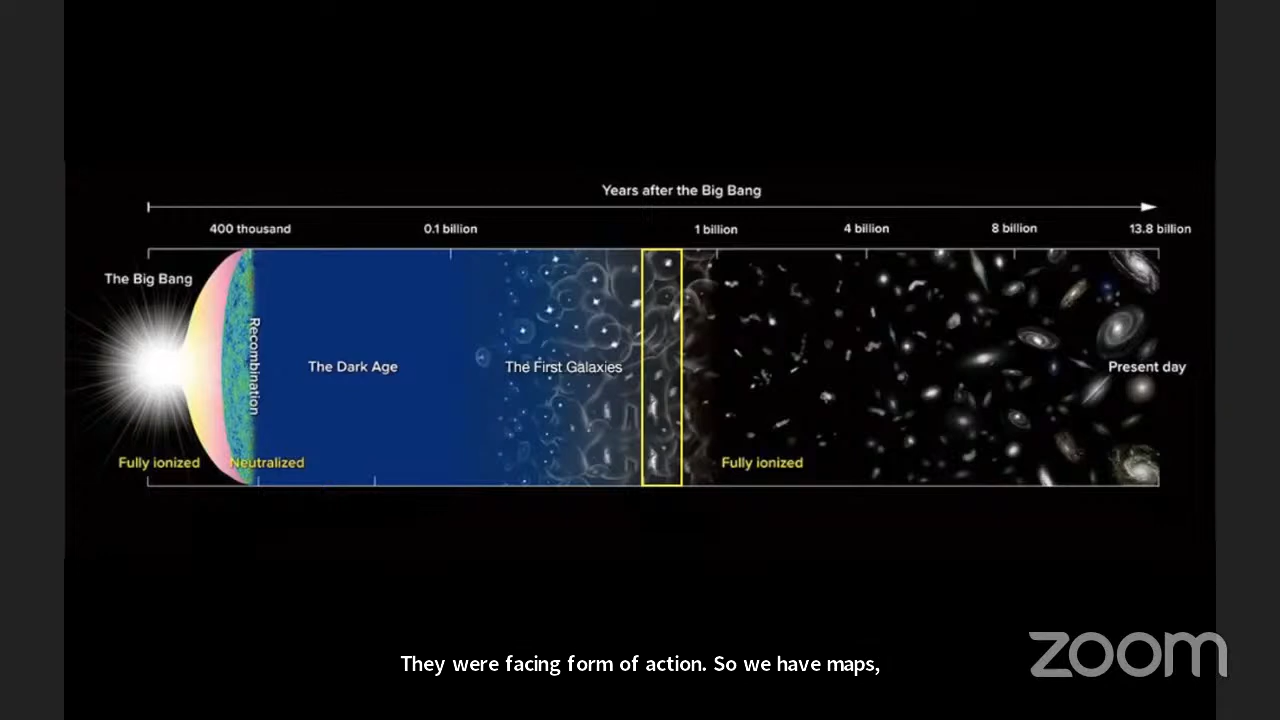 Years after the Big Bang
400 thousand 0.1 billion 1 billion 4 billion 8 billion 13.8 billion
The Big Bang
Recombination
The Dark Age
The First Galaxies
Present day
Fully ionized
Neutralized
Fully ionized
They were facing form of action. So we have maps,
zoom